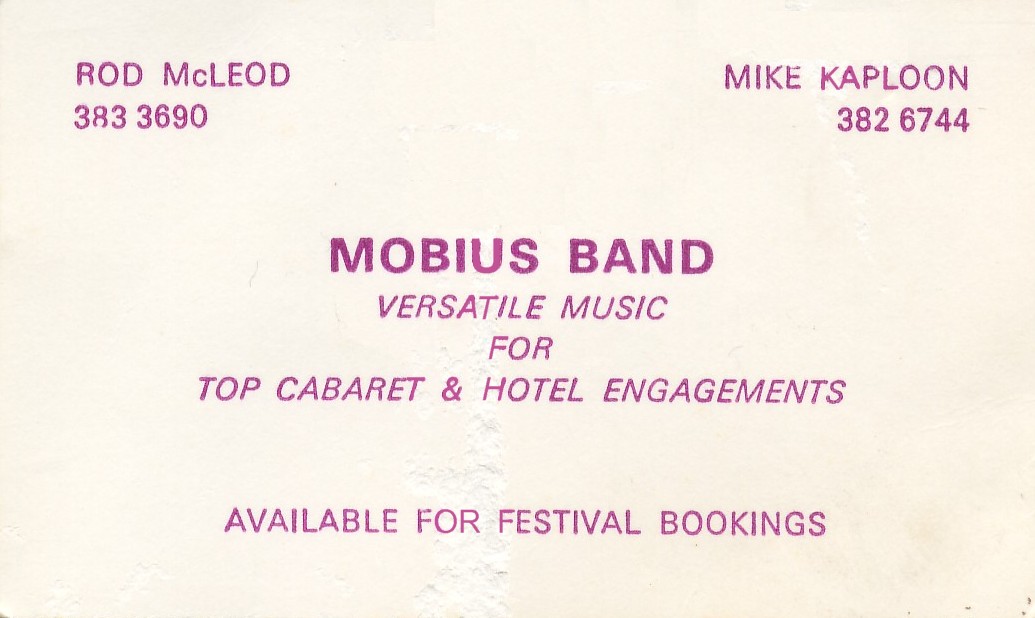 ROD McLEOD
383 3690
MIKE KAPLOON
382 6744
MOBIUS BAND
VERSATILE MUSIC
FOR
TOP CABARET & HOTEL ENGAGEMENTS
AVAILABLE FOR FESTIVAL BOOKINGS